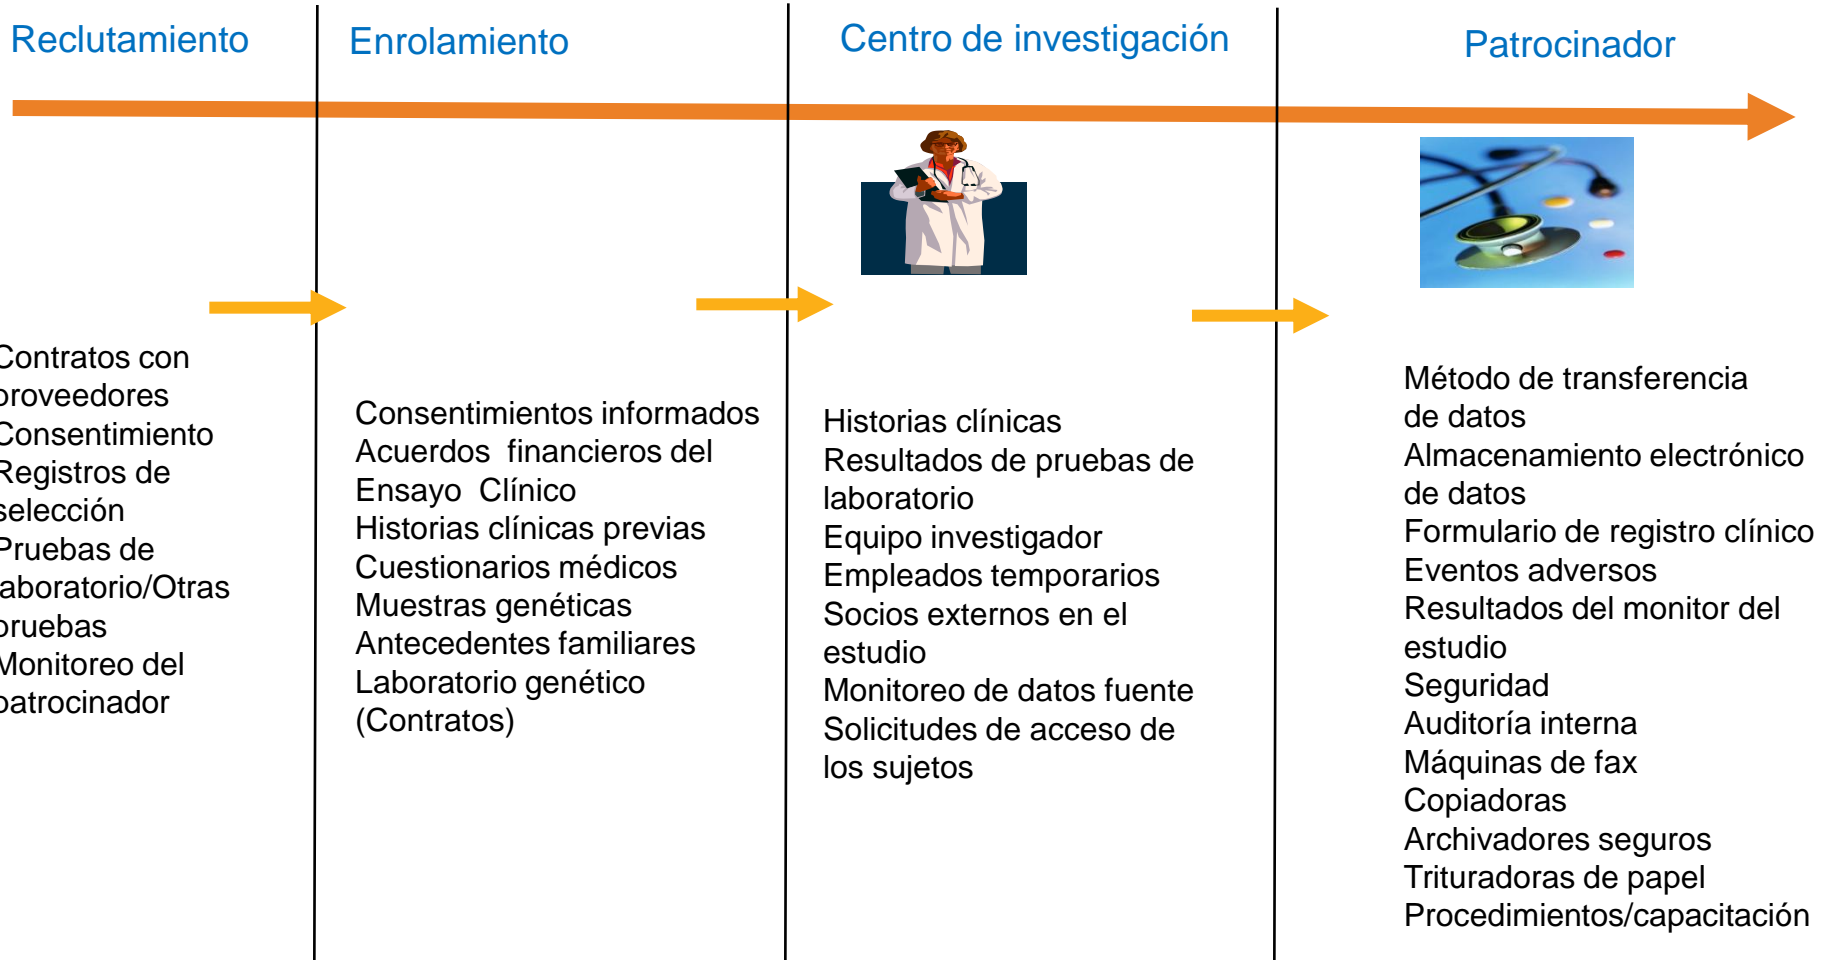 Reclutamiento
Contratos con
proveedores
Consentimiento
Registros de
selección
Pruebas de
laboratorio/Otras
pruebas
Monitoreo del
patrocinador
Enrolamiento
Consentimientos informados
Acuerdos  financieros del
Ensayo  Clínico
Historias clínicas previas
Cuestionarios médicos
Muestras genéticas
Antecedentes familiares
Laboratorio genético
(Contratos)
Centro de investigación
Historias clínicas
Resultados de pruebas de
laboratorio
Equipo investigador
Empleados temporarios
Socios externos en el
estudio
Monitoreo de datos fuente
Solicitudes de acceso de
los sujetos
Patrocinador
Método de transferencia
de datos
Almacenamiento electrónico
de datos
Formulario de registro clínico
Eventos adversos
Resultados del monitor del
estudio
Seguridad
Auditoría interna
Máquinas de fax
Copiadoras
Archivadores seguros
Trituradoras de papel
Procedimientos/capacitación